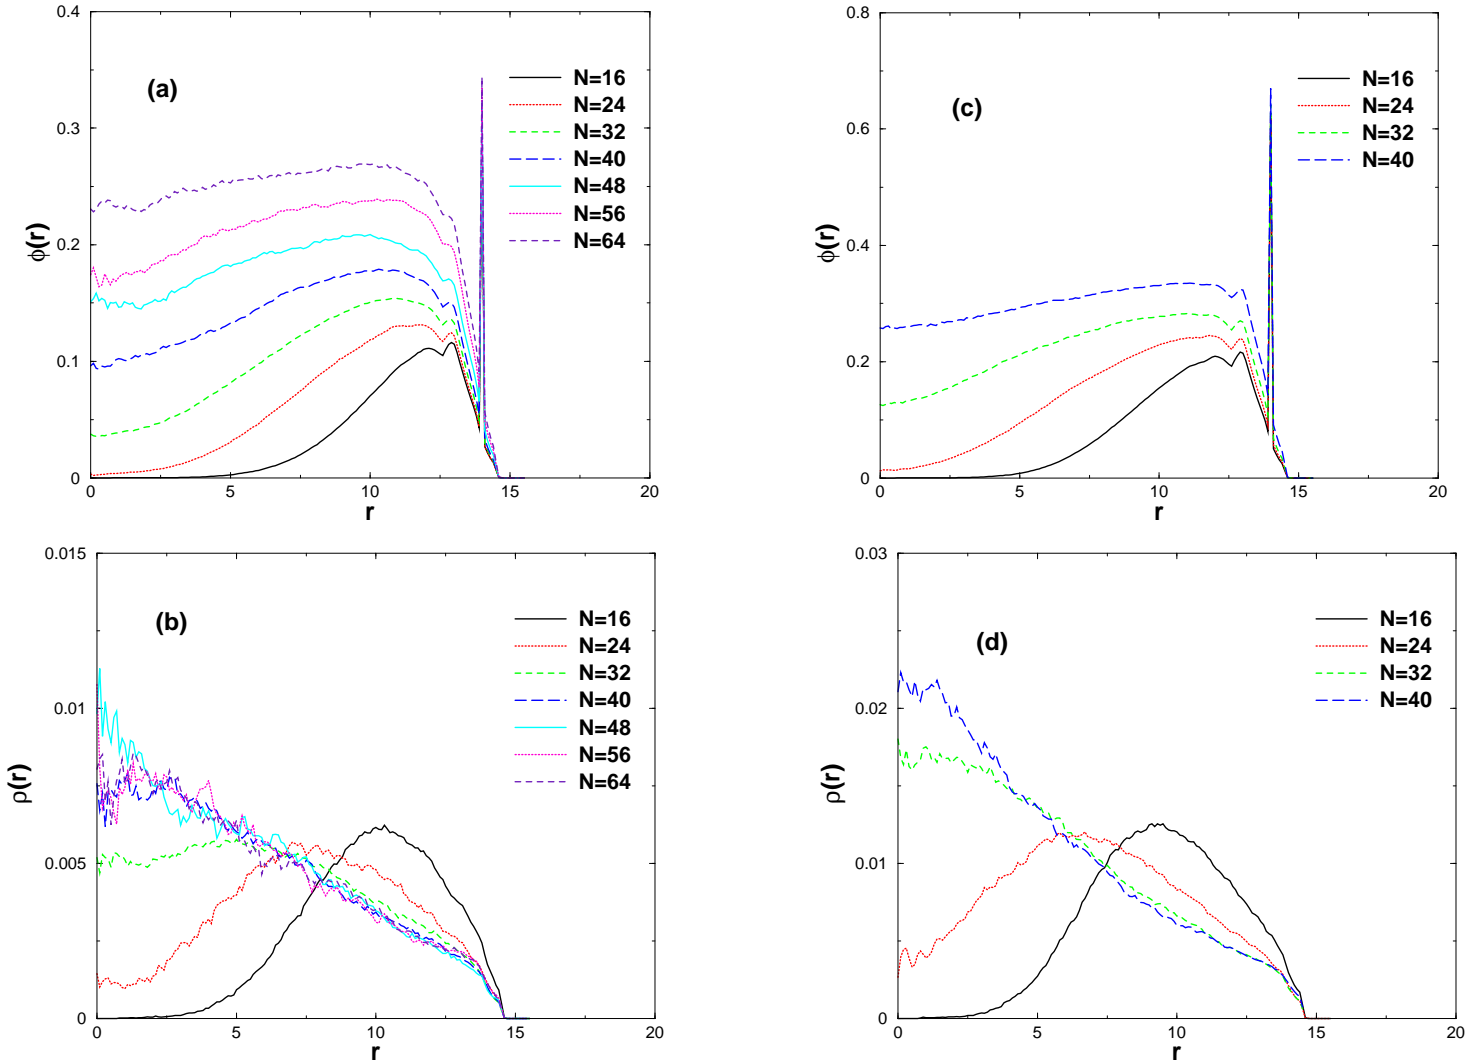 0.4
0.3
0.2
0.1
0
ϕ(r)
(a)
N=16
N=24
N=32
N=40
N=48
N=56
N=64
0 5 10 15 20
r
0.8
0.6
0.4
0.2
0
ϕ(r)
(c)
N=16
N=24
N=32
N=40
0 5 10 15 20
r
0.015
0.01
0.005
0
ρ(r)
(b)
N=16
N=24
N=32
N=40
N=48
N=56
N=64
0 5 10 15 20
r
0.03
0.02
0.01
0
ρ(r)
(d)
N=16
N=24
N=32
N=40
0 5 10 15 20
r